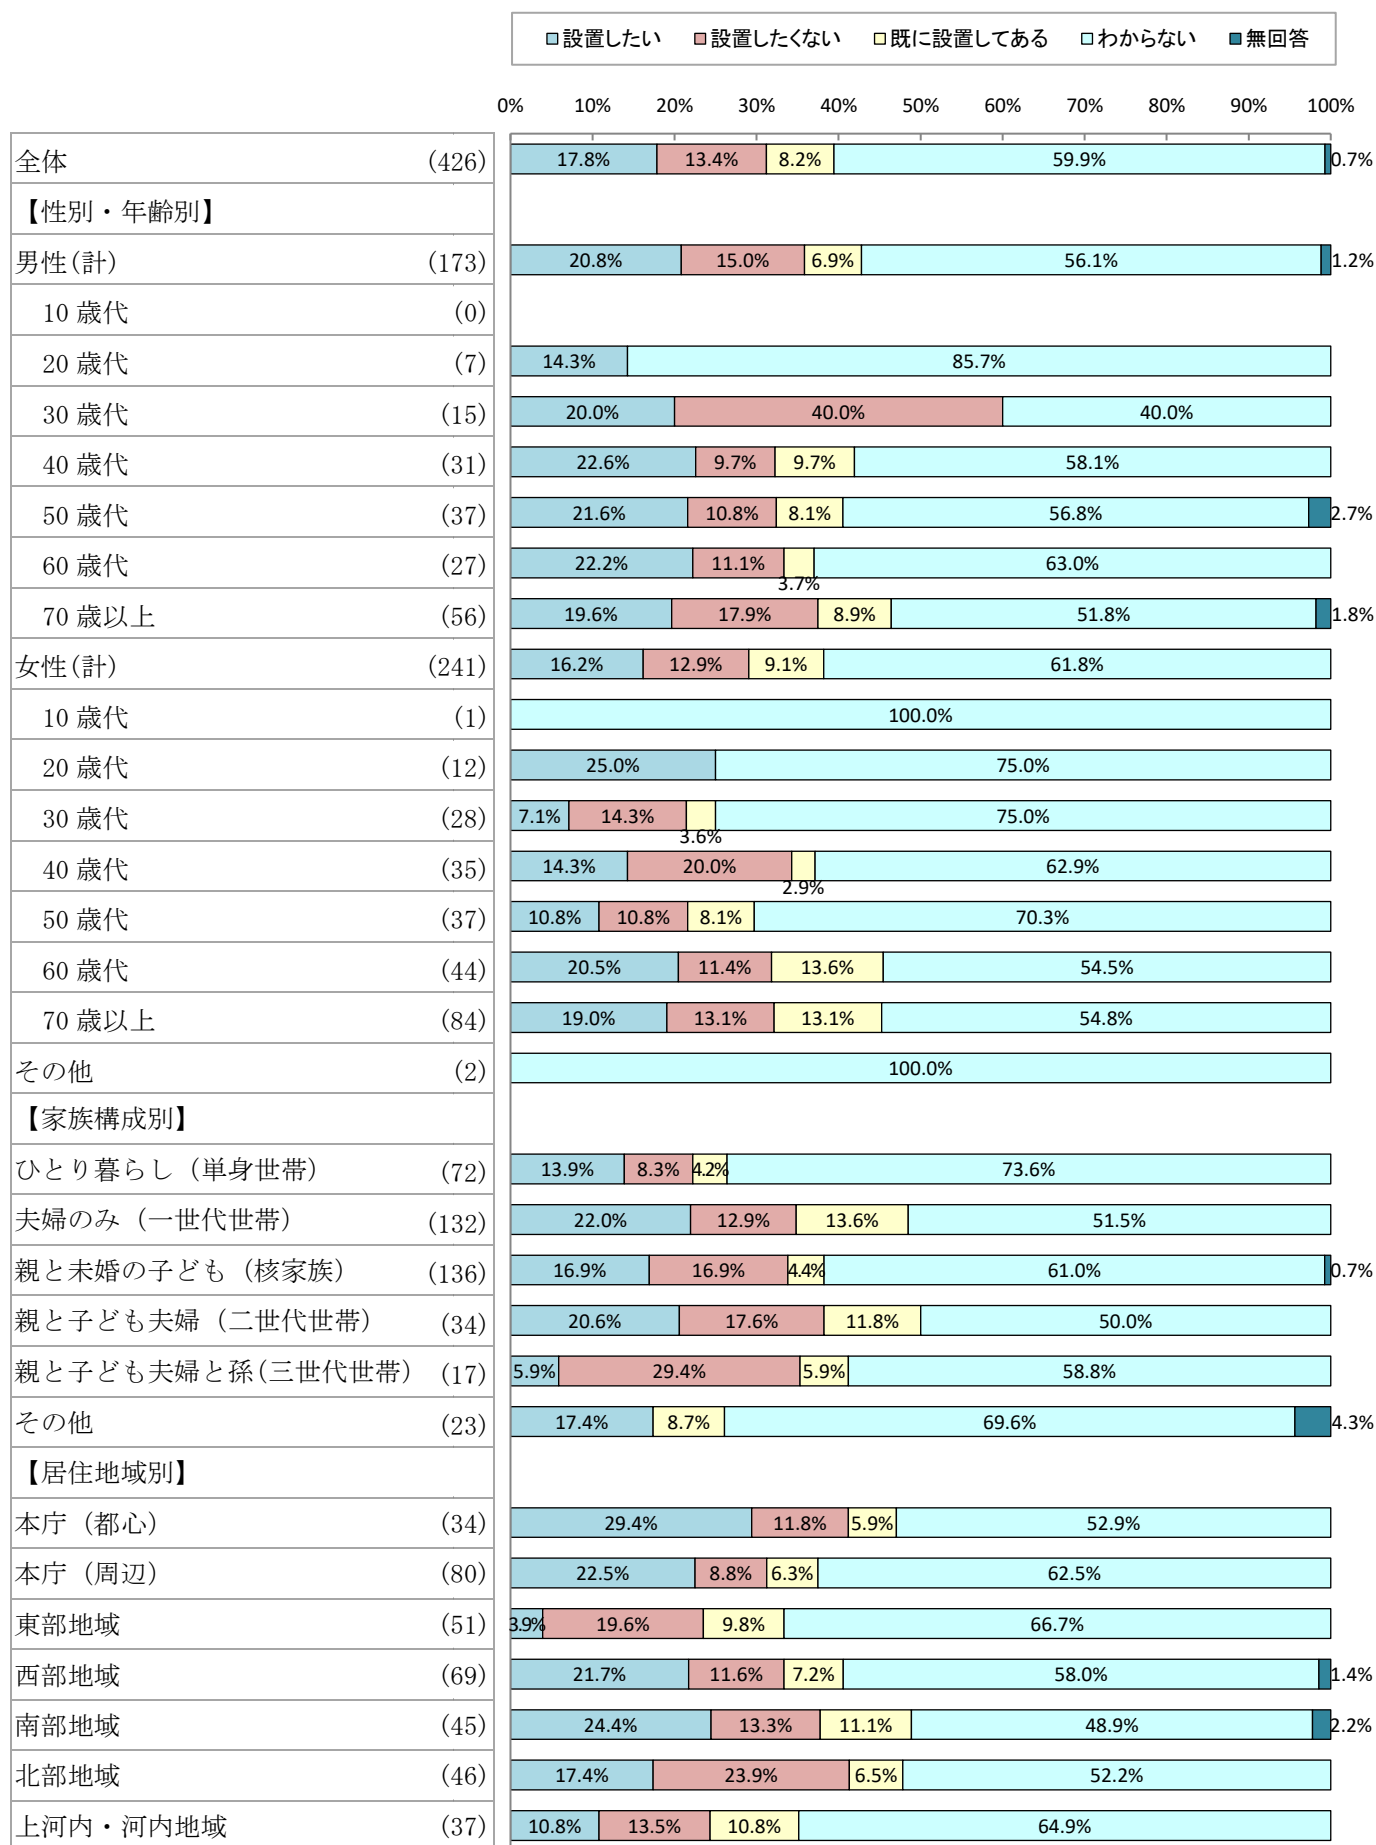 設置したい 設置したくない 既に設置してある わからない 無回答
0% 10% 20% 30% 40% 50% 60% 70% 80% 90% 100%
全体 (426) 17.8% 13.4% 8.2% 59.9% 0.7%
【性別・年齢別】
男性(計) (173) 20.8% 15.0% 6.9% 56.1% 1.2%
10 歳代 (0)
20 歳代 (7) 14.3% 85.7%
30 歳代 (15) 20.0% 40.0% 40.0%
40 歳代 (31) 22.6% 9.7% 9.7% 58.1%
50 歳代 (37) 21.6% 10.8% 8.1% 56.8% 2.7%
60 歳代 (27) 22.2% 11.1% 3.7% 63.0%
70 歳以上 (56) 19.6% 17.9% 8.9% 51.8% 1.8%
女性(計) (241) 16.2% 12.9% 9.1% 61.8%
10 歳代 (1) 100.0%
20 歳代 (12) 25.0% 75.0%
30 歳代 (28) 7.1% 14.3% 3.6% 75.0%
40 歳代 (35) 14.3% 20.0% 2.9% 62.9%
50 歳代 (37) 10.8% 10.8% 8.1% 70.3%
60 歳代 (44) 20.5% 11.4% 13.6% 54.5%
70 歳以上 (84) 19.0% 13.1% 13.1% 54.8%
その他 (2) 100.0%
【家族構成別】
ひとり暮らし（単身世帯） (72) 13.9% 8.3% 4.2% 73.6%
夫婦のみ（一世代世帯） (132) 22.0% 12.9% 13.6% 51.5%
親と未婚の子ども（核家族） (136) 16.9% 16.9% 4.4% 61.0% 0.7%
親と子ども夫婦（二世代世帯） (34) 20.6% 17.6% 11.8% 50.0%
親と子ども夫婦と孫(三世代世帯) (17) 5.9% 29.4% 5.9% 58.8%
その他 (23) 17.4% 8.7% 69.6% 4.3%
【居住地域別】
本庁（都心） (34) 29.4% 11.8% 5.9% 52.9%
本庁（周辺） (80) 22.5% 8.8% 6.3% 62.5%
東部地域 (51) 3.9% 19.6% 9.8% 66.7%
西部地域 (69) 21.7% 11.6% 7.2% 58.0% 1.4%
南部地域 (45) 24.4% 13.3% 11.1% 48.9% 2.2%
北部地域 (46) 17.4% 23.9% 6.5% 52.2%
上河内・河内地域 (37) 10.8% 13.5% 10.8% 64.9%